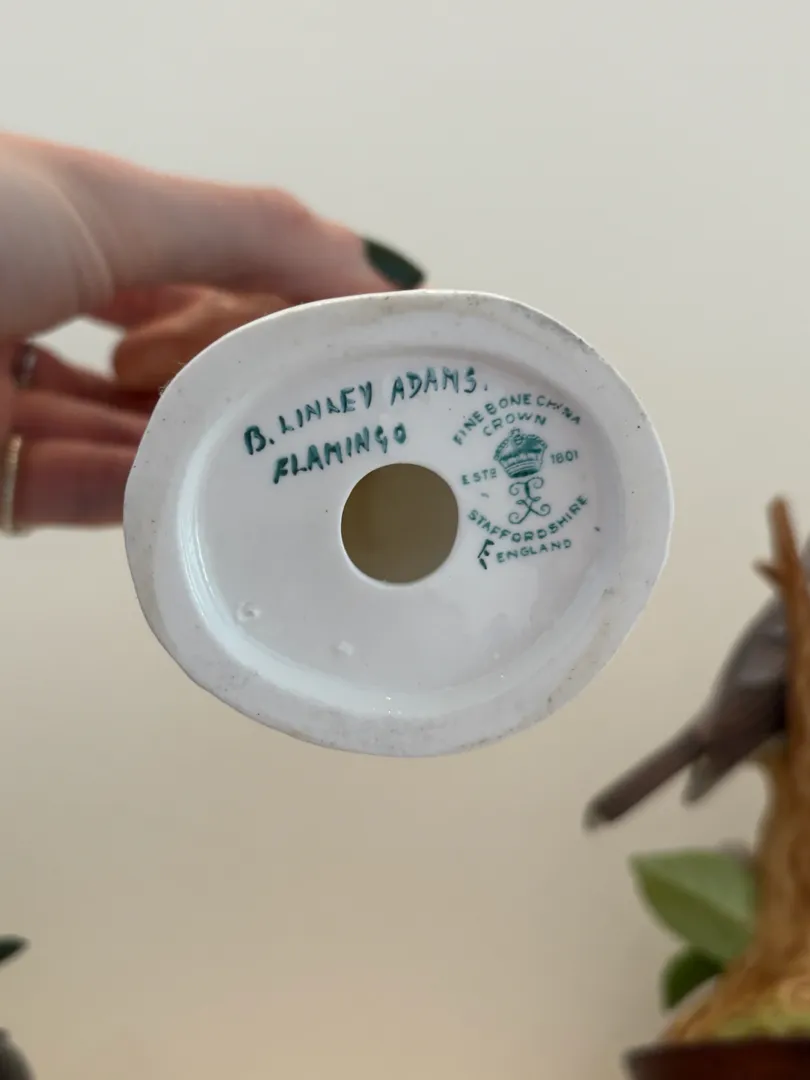 B. LINLEY ADAMS.
FLAMINGO
FINE BONE CHINA
CROWN
ESTD 1801
STAFFORDSHIRE
ENGLAND
F